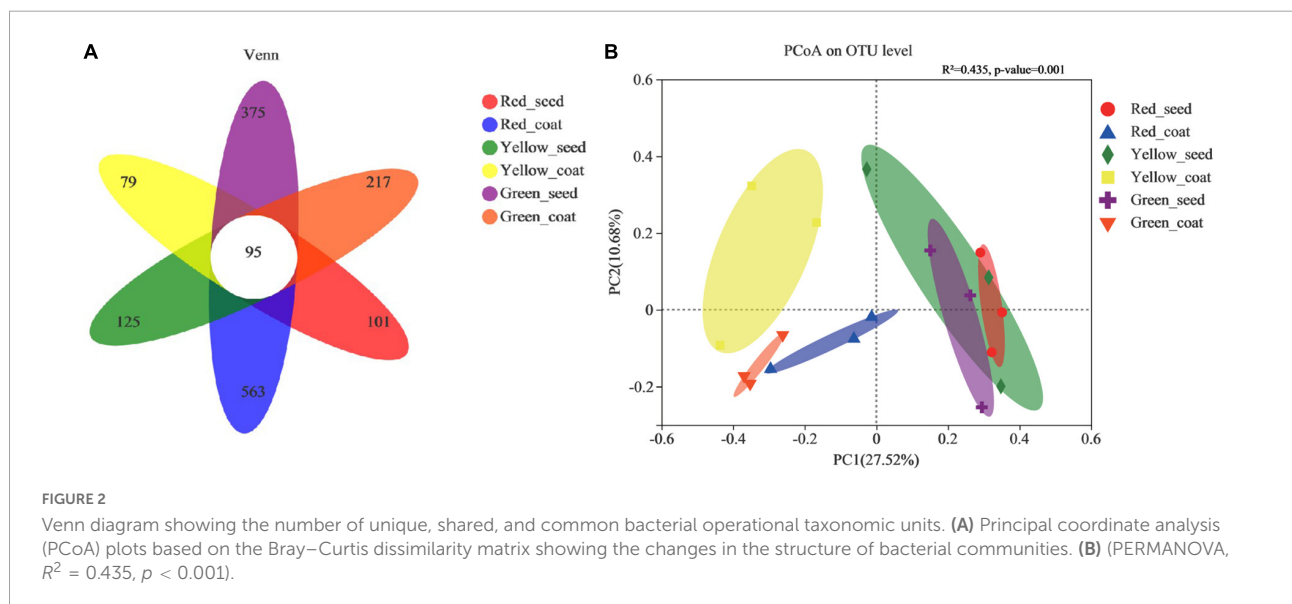 A
Venn
375
79
217
95
125
101
563
Red_seed
Red_coat
Yellow_seed
Yellow_coat
Green_seed
Green_coat
B
PCoA on OTU level
R²=0.435, p-value=0.001
0.6
0.4
0.2
0
-0.2
PC2(10.68%)
-0.6
-0.4
-0.2
0
0.2
0.4
0.6
PC1(27.52%)
Red_seed
Red_coat
Yellow_seed
Yellow_coat
Green_seed
Green_coat
FIGURE 2
Venn diagram showing the number of unique, shared, and common bacterial operational taxonomic units. (A) Principal coordinate analysis
(PCoA) plots based on the Bray–Curtis dissimilarity matrix showing the changes in the structure of bacterial communities. (B) (PERMANOVA,
R² = 0.435, p < 0.001).